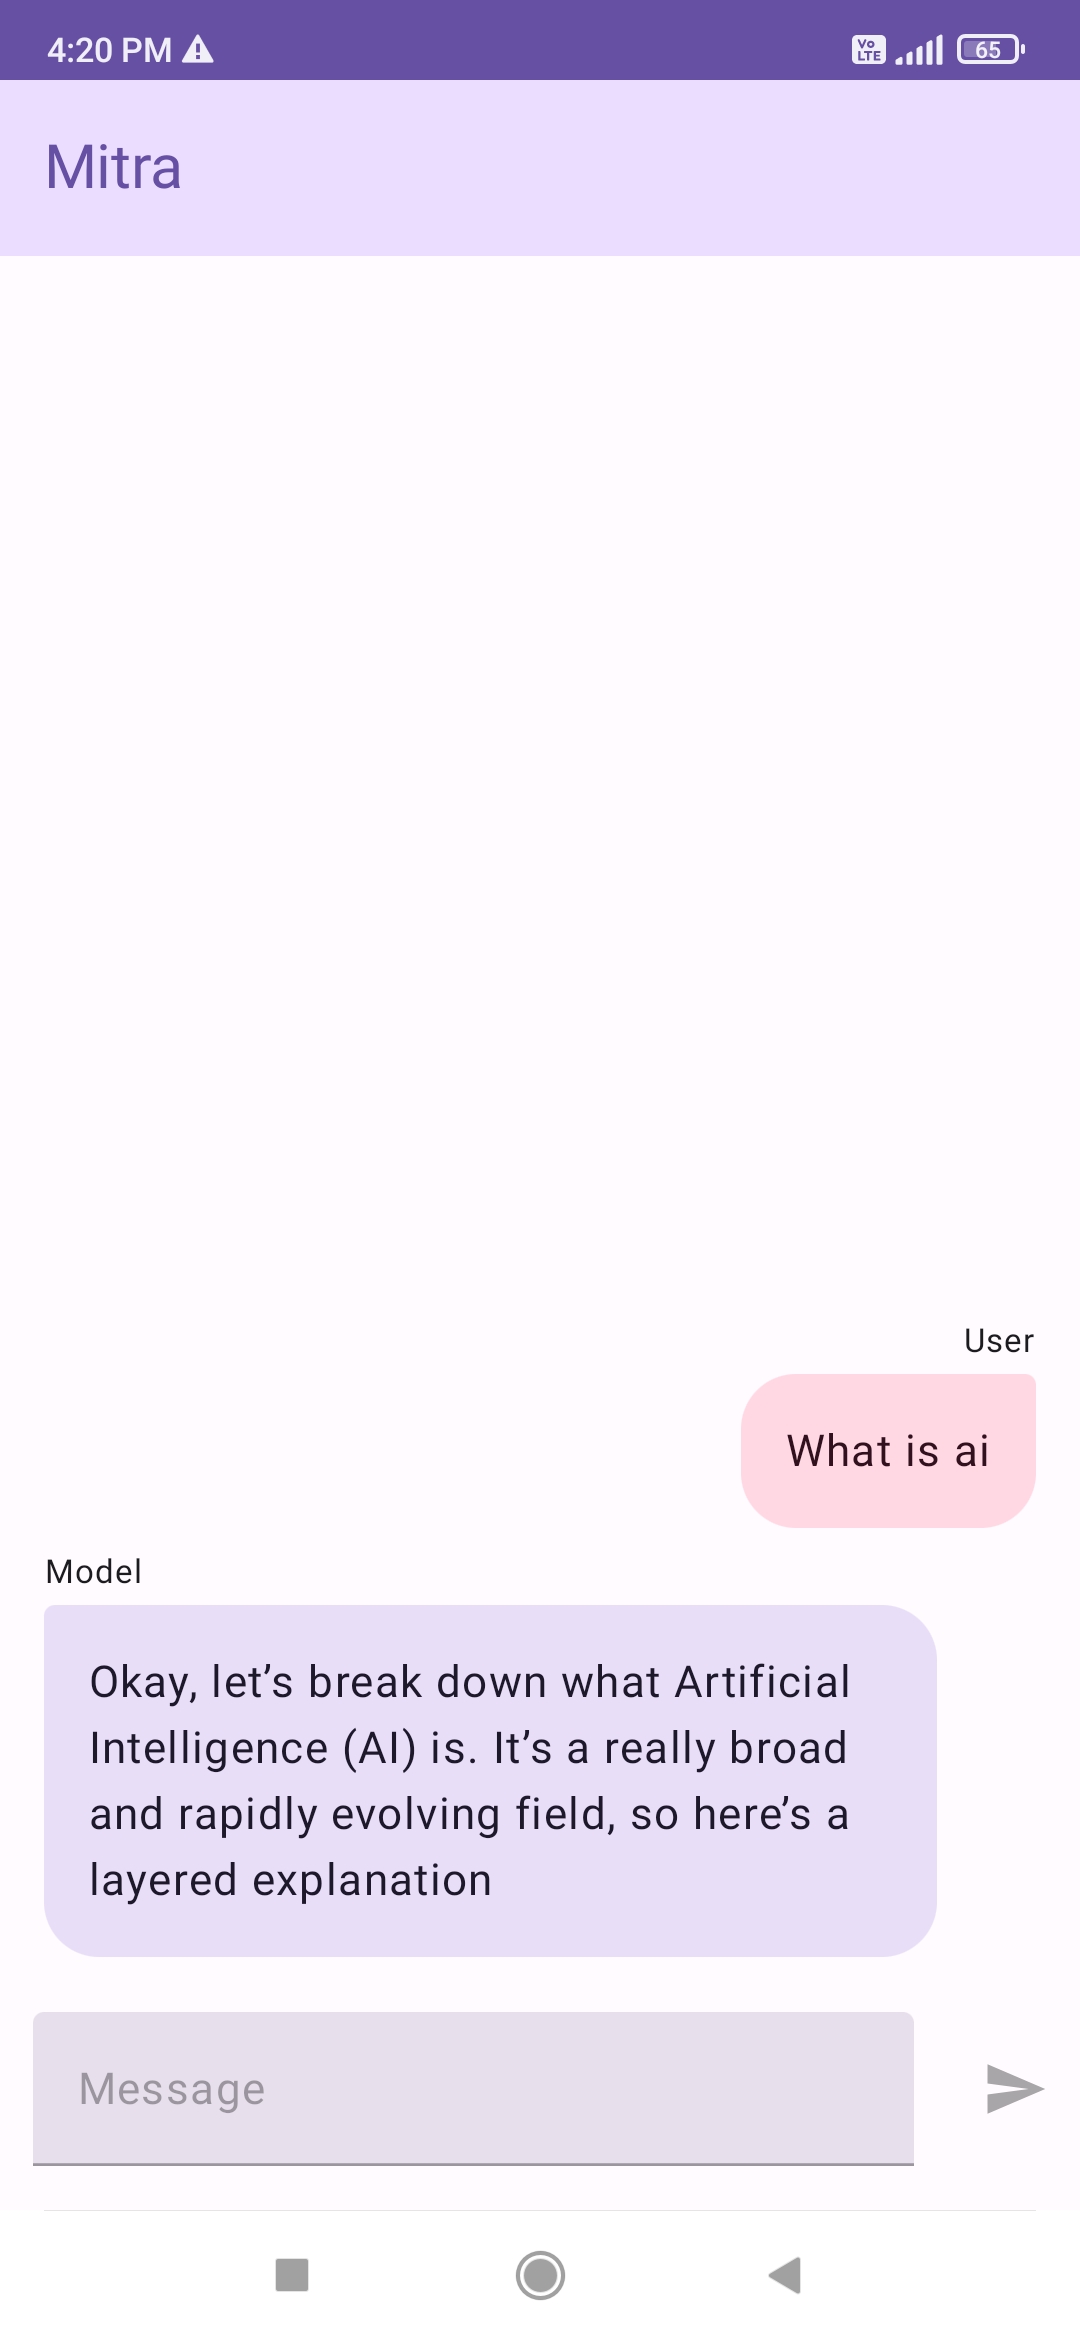 4:20 PM
Vo LTE
65
Mitra
User
What is ai
Model
Okay, let’s break down what Artificial
Intelligence (AI) is. It’s a really broad
and rapidly evolving field, so here’s a
layered explanation
Message